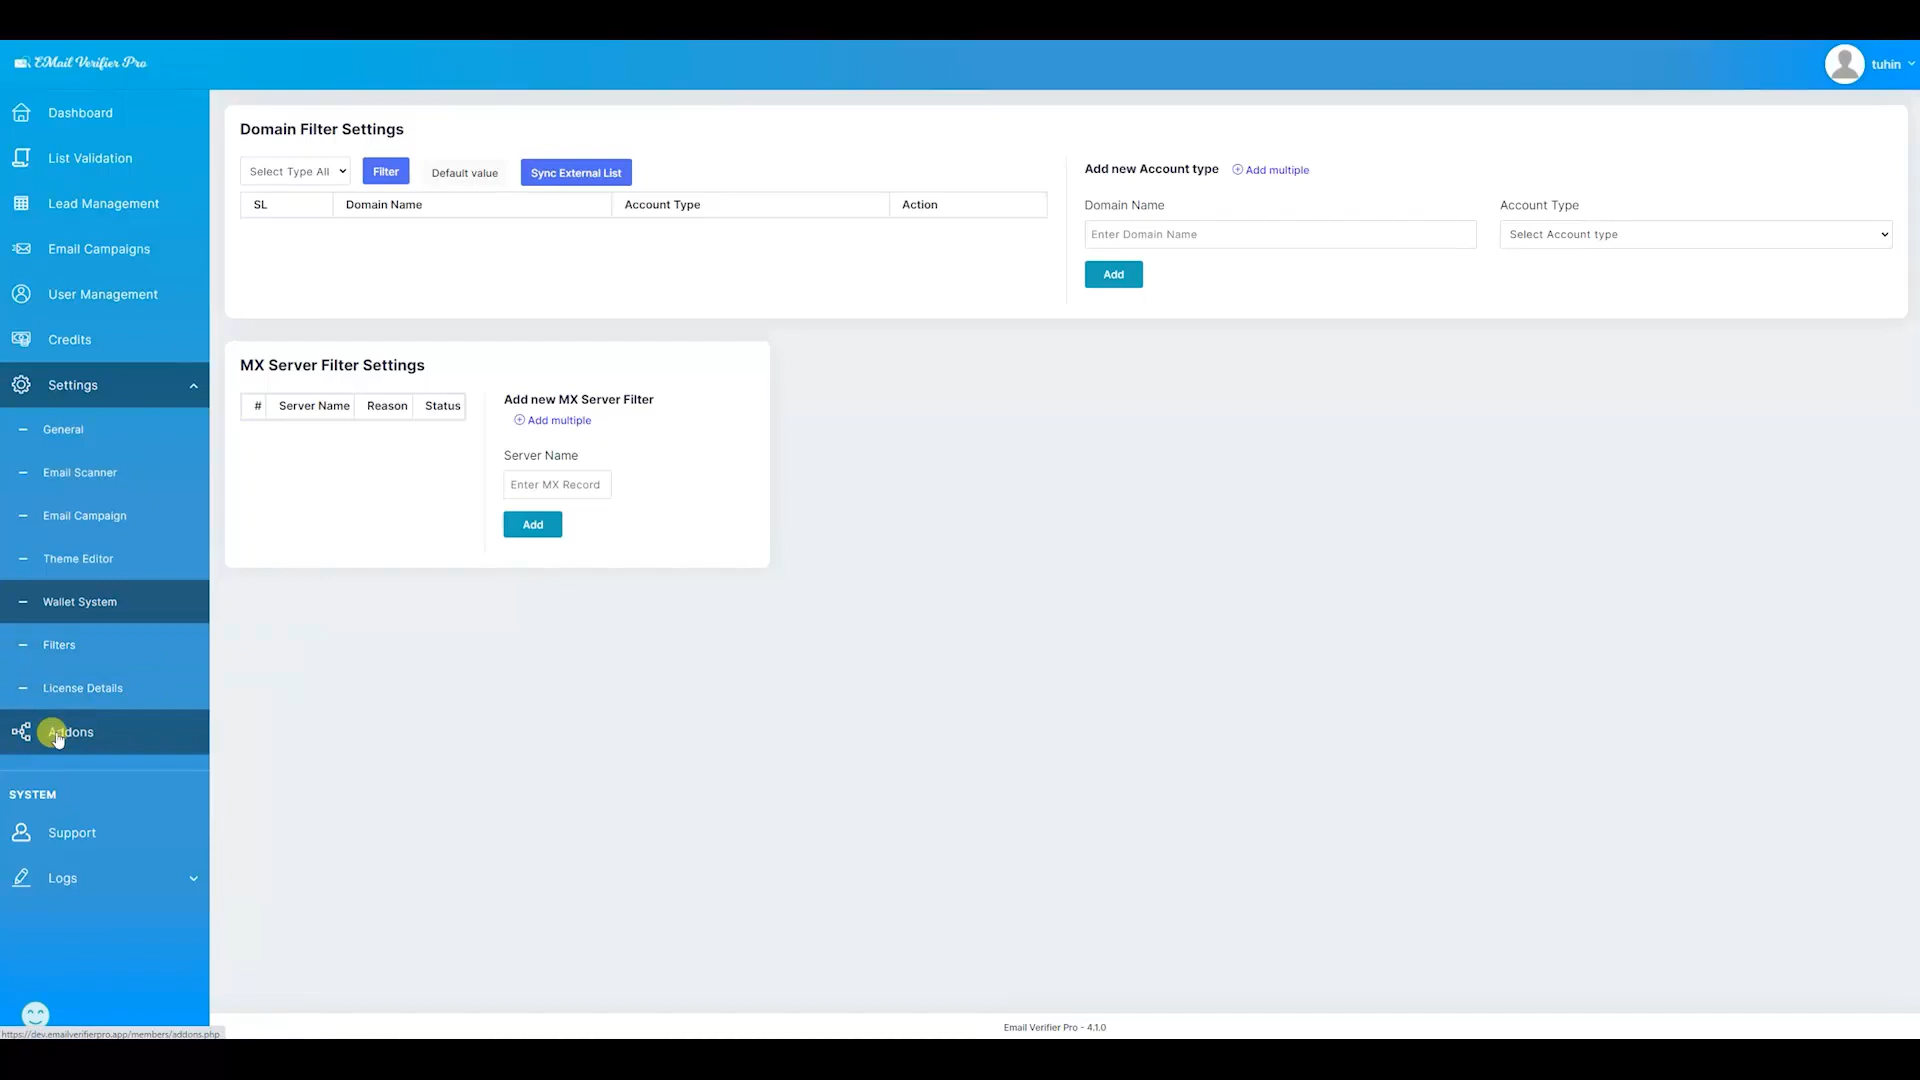 EMail Verifier Pro
tuhin
Dashboard
List Validation
Lead Management
Email Campaigns
User Management
Credits
Settings
General
Email Scanner
Email Campaign
Theme Editor
Wallet System
Filters
License Details
Addons
SYSTEM
Support
Logs
https://dev.emailverifierpro.app/members/addons.php
Domain Filter Settings
Select Type All Filter Default value Sync External List
SL Domain Name Account Type Action
Add new Account type Add multiple
Domain Name Account Type
Enter Domain Name Select Account type
Add
MX Server Filter Settings
# Server Name Reason Status
Add new MX Server Filter
Add multiple
Server Name
Enter MX Record
Add
Email Verifier Pro - 4.1.0